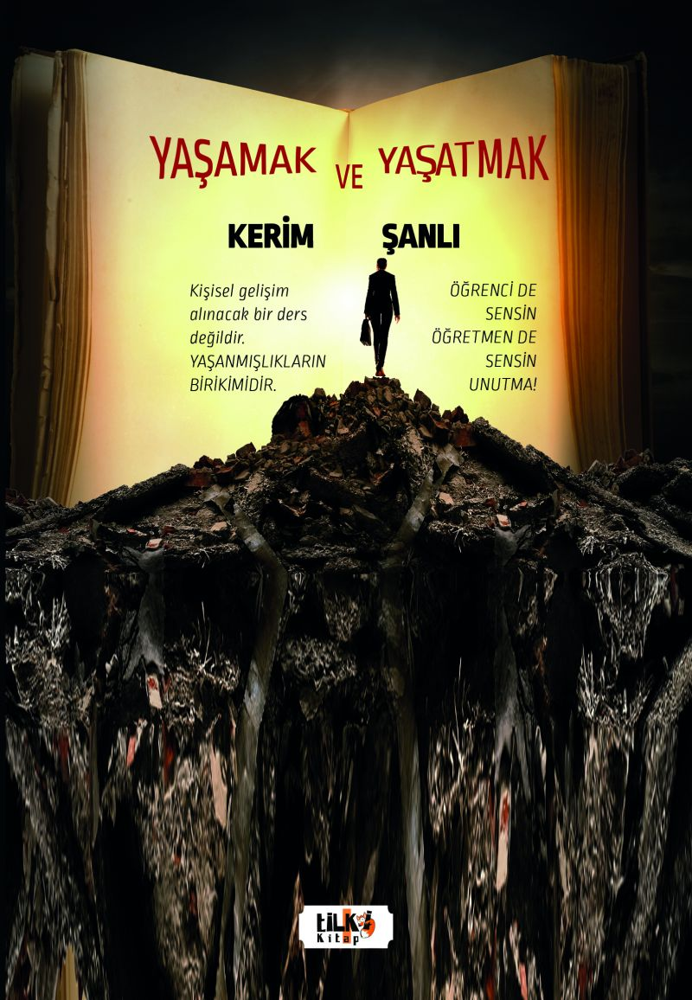 YAŞAMAK VE YAŞATMAK
KERİM ŞANLI
Kişisel gelişim
alınacak bir ders
değildir.
YAŞANMIŞLIKLARIN
BİRİKİMİDİR.
ÖĞRENCİ DE
SENSİN
ÖĞRETMEN DE
SENSİN
UNUTMA!
tiLKi
Kitap